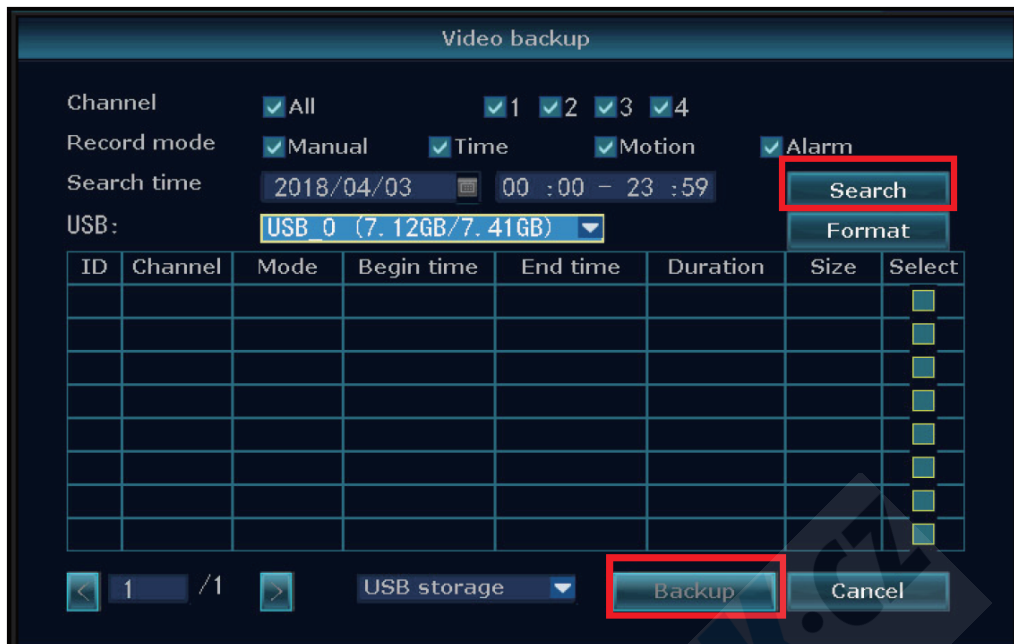 Video backup
Channel All 1 2 3 4
Record mode Manual Time Motion Alarm
Search time 2018/04/03 00 :00 - 23 :59 Search
USB: USB_0 (7.12GB/7.41GB) Format
ID Channel Mode Begin time End time Duration Size Select
< 1 /1 > USB storage Backup Cancel
.cz